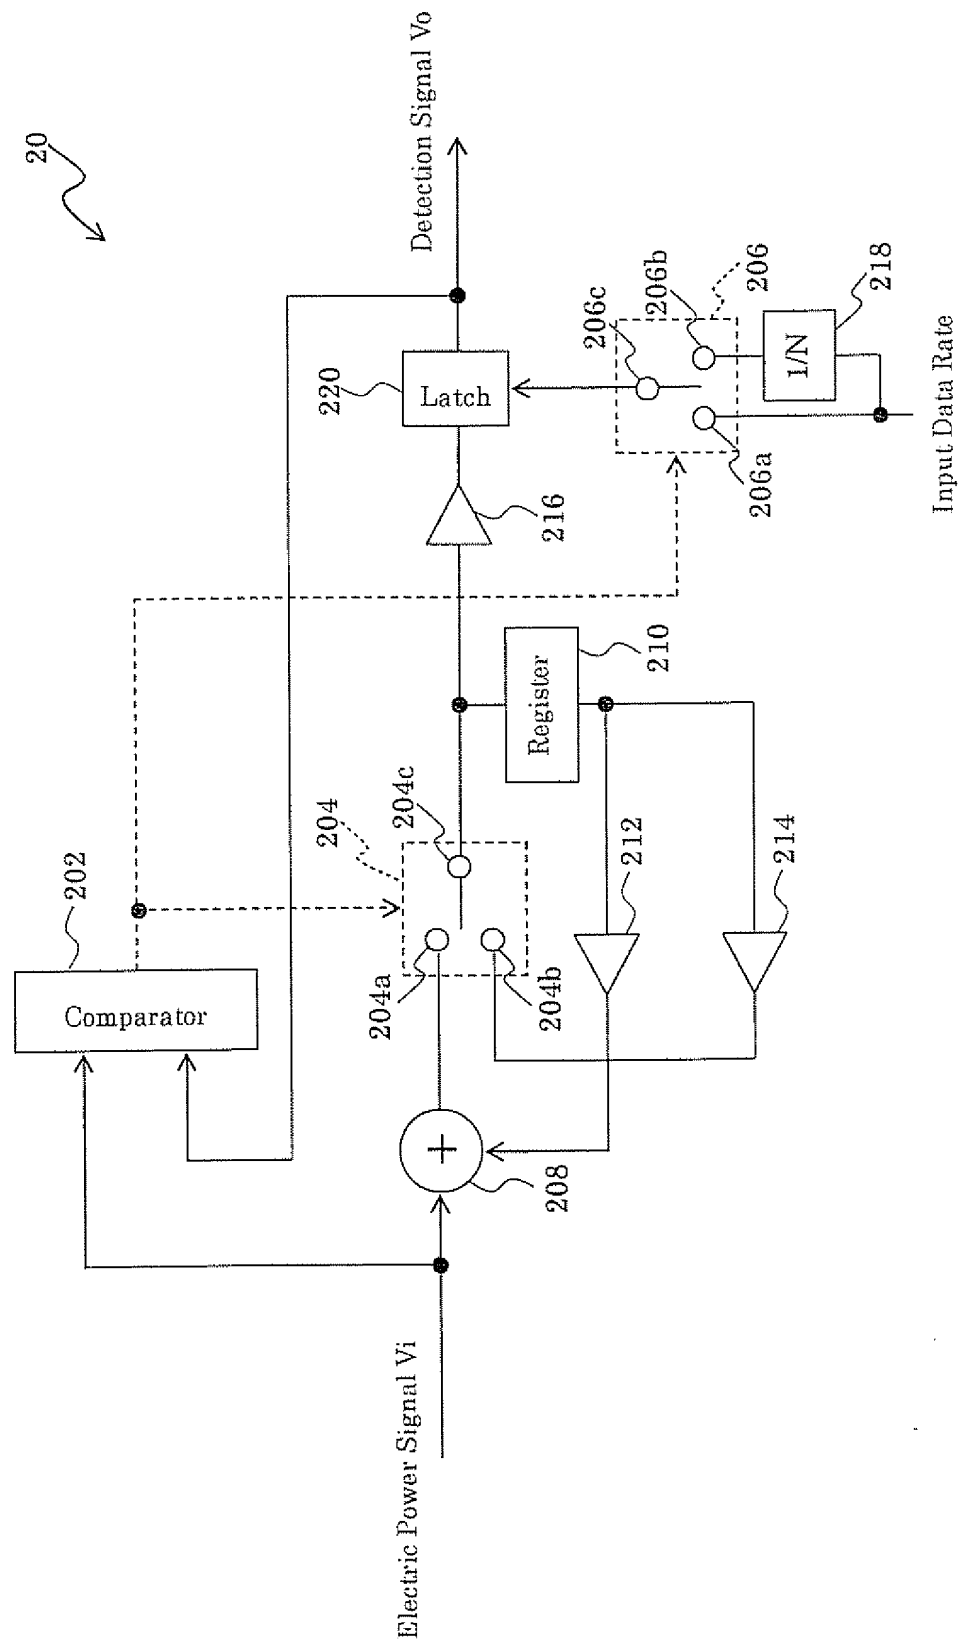 20
202
Comparator
204
204a
204b
204c
208
Electric Power Signal Vi
Register
210
212
214
216
220
Latch
Detection Signal Vo
206
206a
206b
206c
1/N
218
Input Data Rate